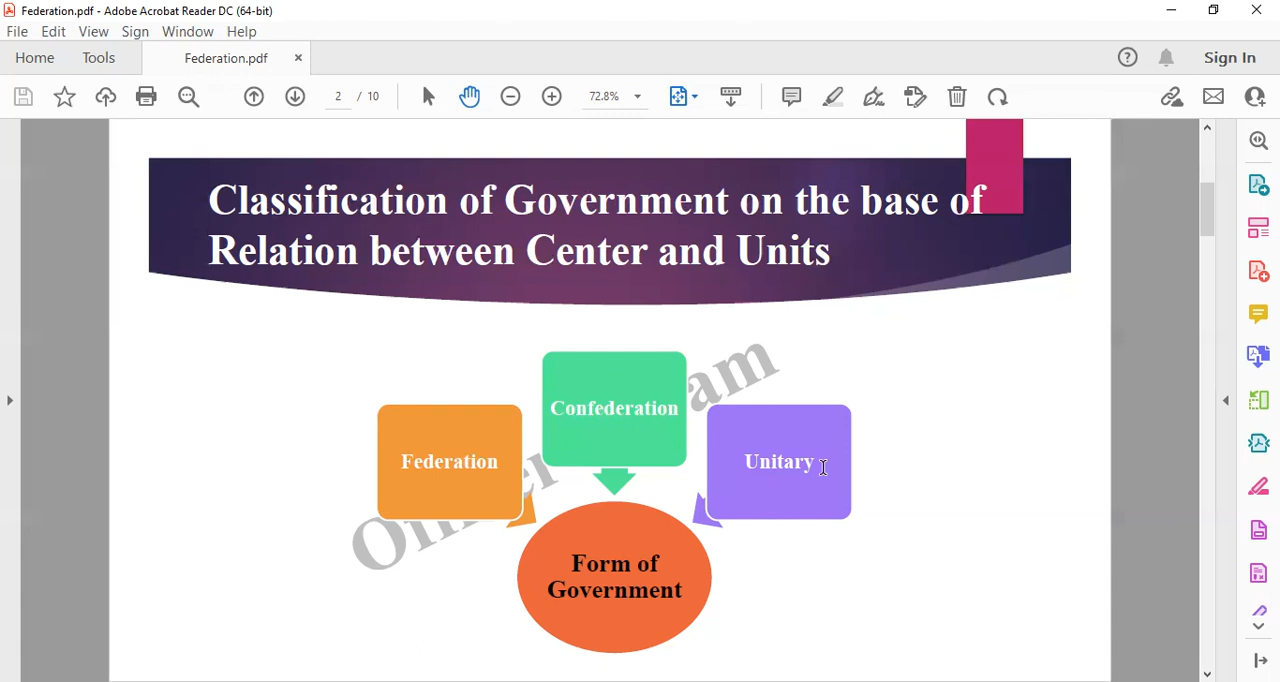 Federation.pdf - Adobe Acrobat Reader DC (64-bit)
File Edit View Sign Window Help
Home Tools Federation.pdf × Sign In
2 / 10 72.8%
Classification of Government on the base of
Relation between Center and Units
Confederation
Federation
Unitary
Form of
Government